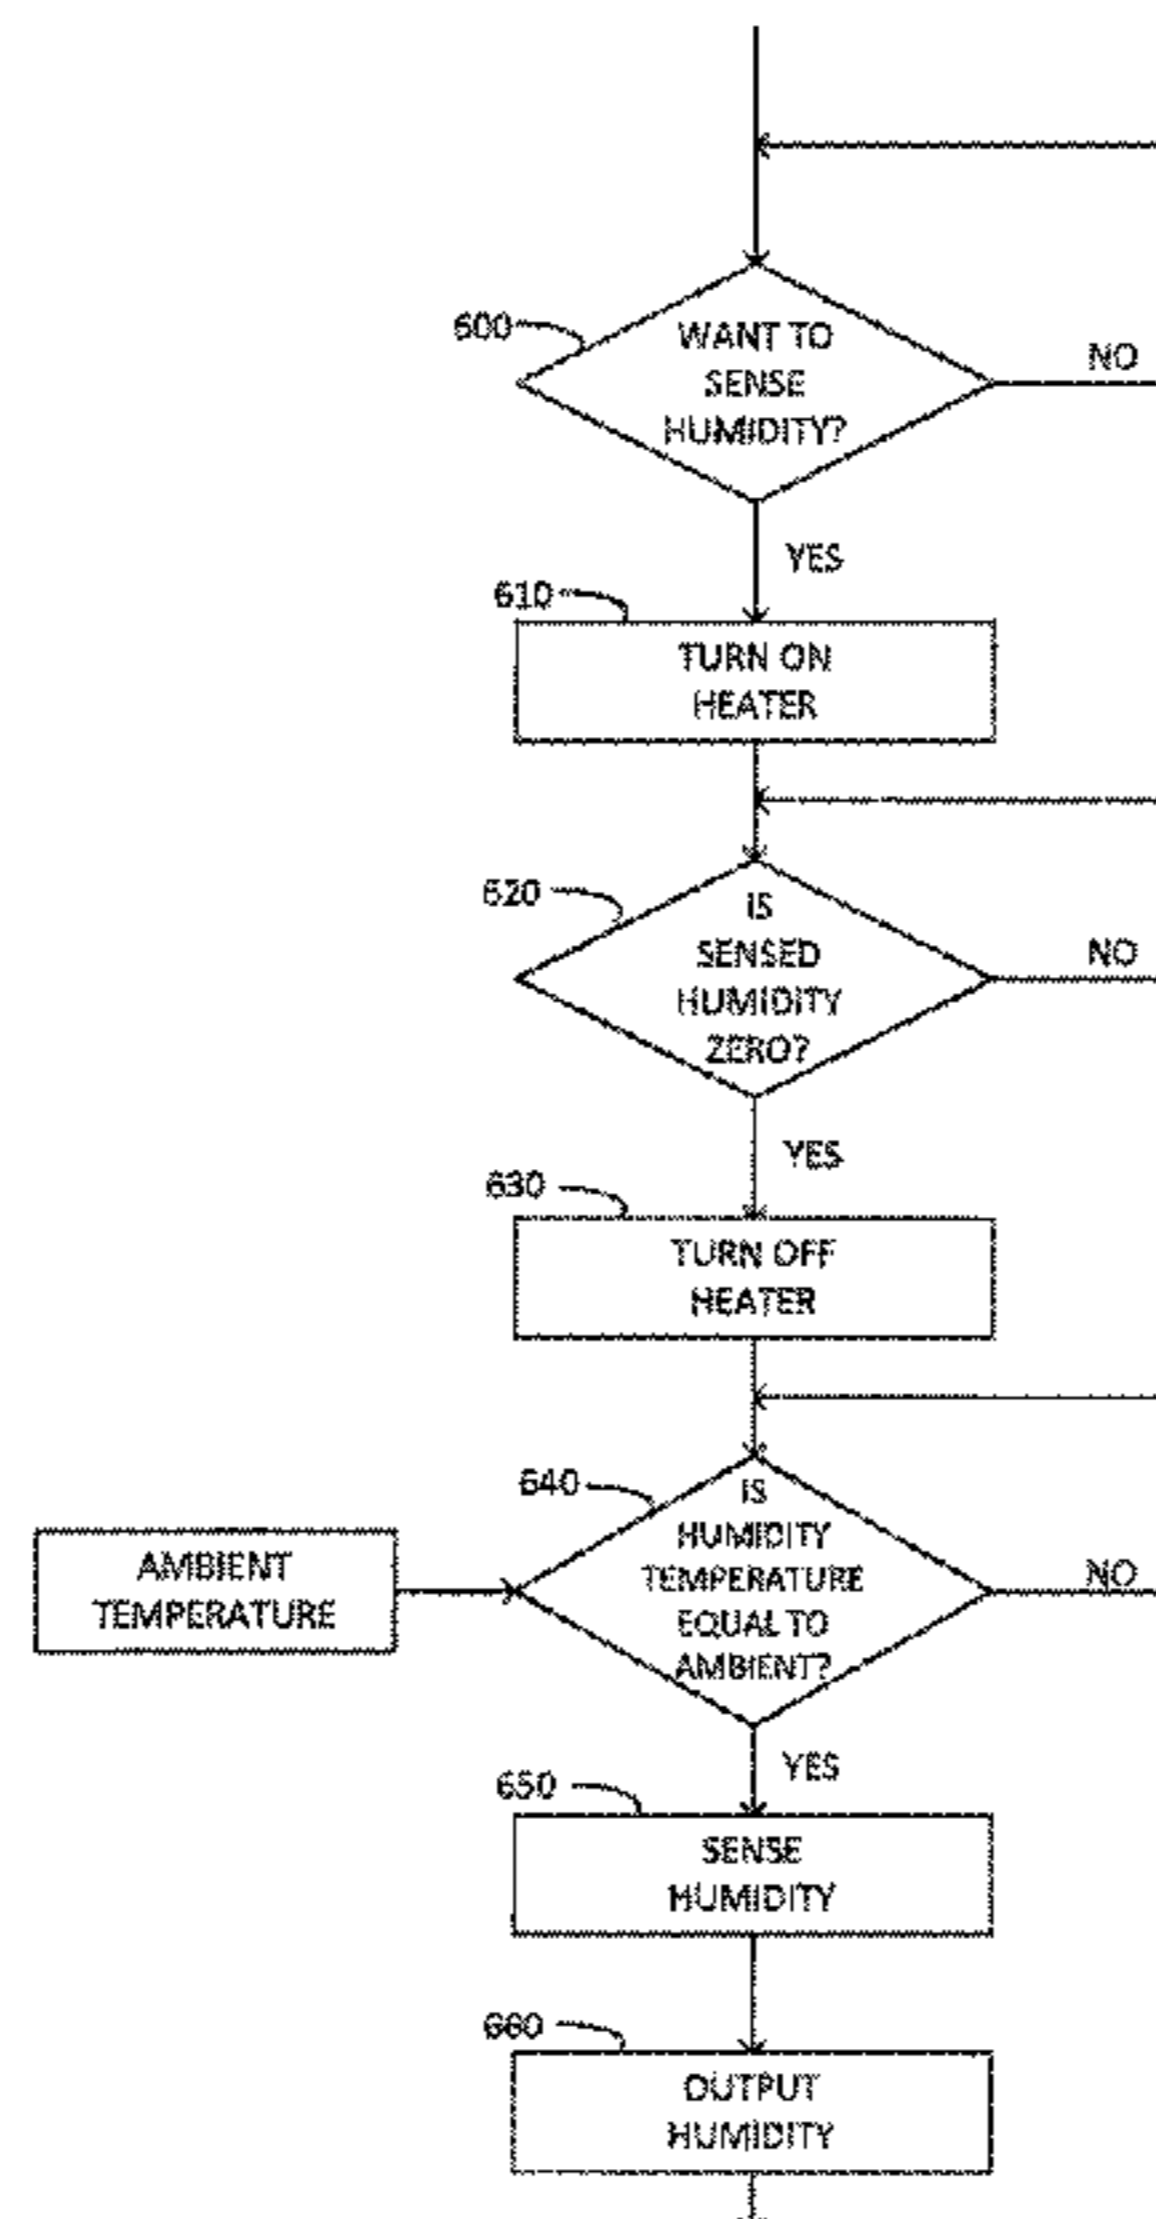 600
WANT TO
SENSE
HUMIDITY?
NO
YES
610
TURN ON
HEATER
620
IS
SENSED
HUMIDITY
ZERO?
NO
YES
630
TURN OFF
HEATER
640
IS
HUMIDITY
TEMPERATURE
EQUAL TO
AMBIENT?
NO
AMBIENT
TEMPERATURE
YES
650
SENSE
HUMIDITY
660
OUTPUT
HUMIDITY